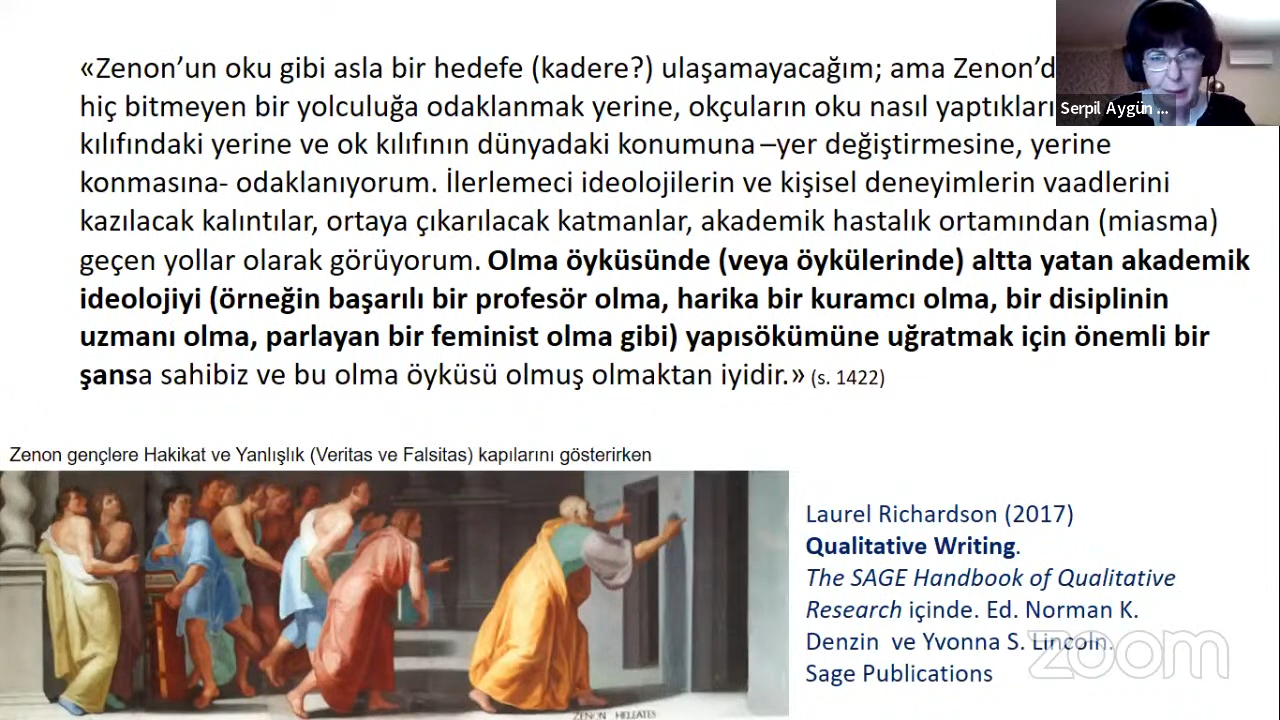 «Zenon’un oku gibi asla bir hedefe (kadere?) ulaşamayacağım; ama
hiç bitmeyen bir yolculuğa odaklanmak yerine, okçuların oku nasıl
kılıfındaki yerine ve ok kılıfının dünyadaki konumuna –yer değiştirmesine, yerine
konmasına- odaklanıyorum. İlerlemeci ideolojilerin ve kişisel deneyimlerin vaadlerini
kazılacak kalıntılar, ortaya çıkarılacak katmanlar, akademik hastalık ortamından (miasma)
geçen yollar olarak görüyorum. Olma öyküsünde (veya öykülerinde) altta yatan akademik
ideolojiyi (örneğin başarılı bir profesör olma, harika bir kuramcı olma, bir disiplinin
uzmanı olma, parlayan bir feminist olma gibi) yapısökümüne uğratmak için önemli bir
şansa sahibiz ve bu olma öyküsü olmuş olmaktan iyidir.» (s. 1422)
Serpil Aygün ...
Zenon gençlere Hakikat ve Yanlışlık (Veritas ve Falsitas) kapılarını gösterirken
ZENON HELEATES
Laurel Richardson (2017)
Qualitative Writing.
The SAGE Handbook of Qualitative
Research içinde. Ed. Norman K.
Denzin ve Yvonna S. Lincoln.
Sage Publications
zoom